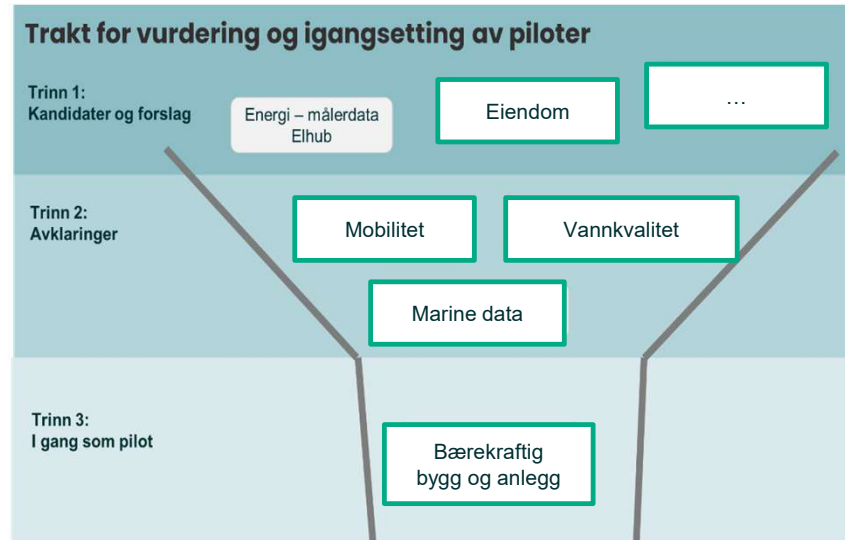 Trakt for vurdering og igangsetting av piloter
Trinn 1:
Kandidater og forslag
Energi – målerdata
Elhub
Eiendom
…
Trinn 2:
Avklaringer
Mobilitet
Vannkvalitet
Marine data
Trinn 3:
I gang som pilot
Bærekraftig
bygg og anlegg